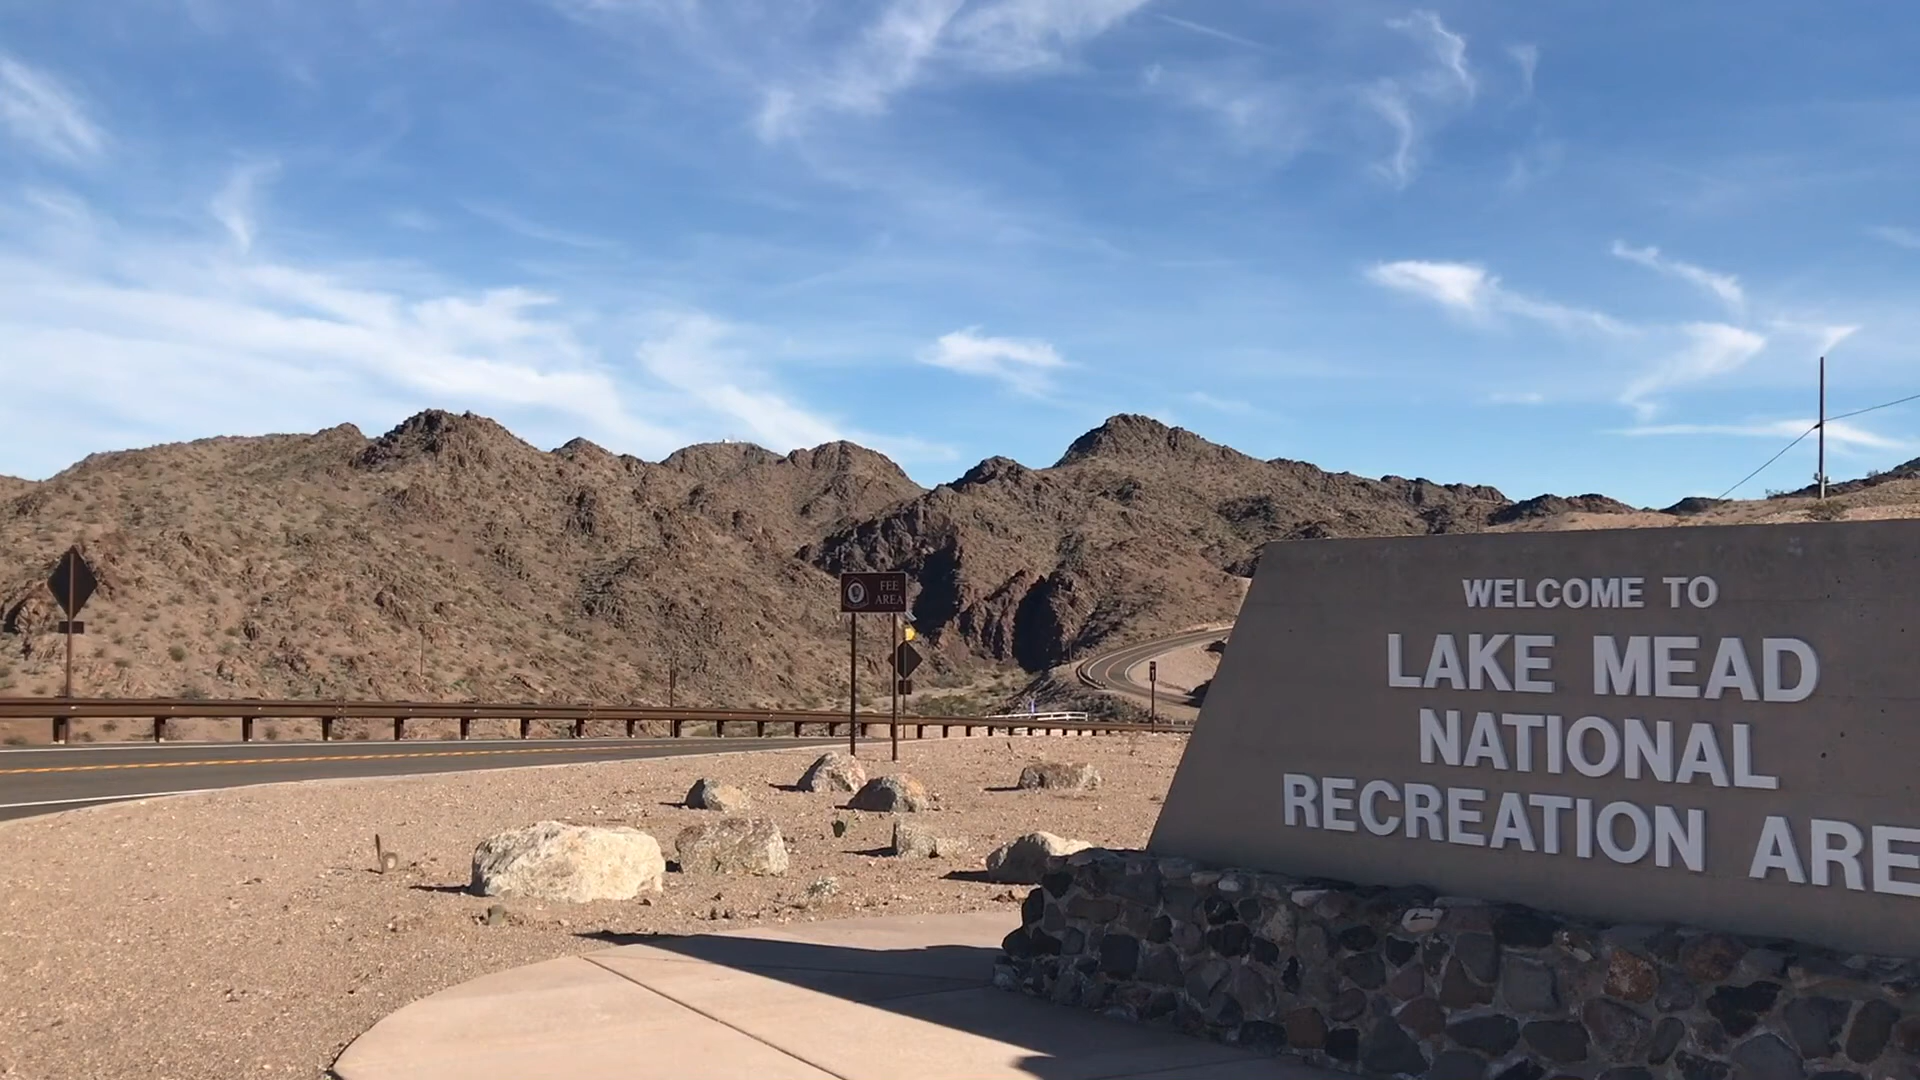 FEE
AREA
WELCOME TO
LAKE MEAD
NATIONAL
RECREATION ARE